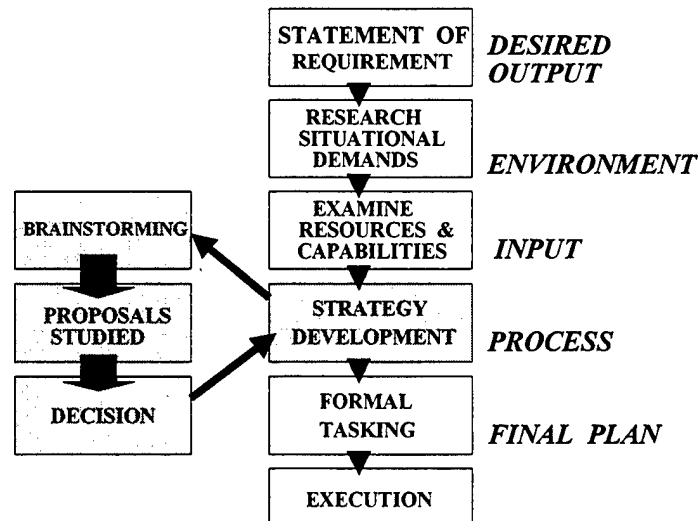 STATEMENT OF
REQUIREMENT
DESIRED
OUTPUT
RESEARCH
SITUATIONAL
DEMANDS
ENVIRONMENT
EXAMINE
RESOURCES &
CAPABILITIES
INPUT
BRAINSTORMING
STRATEGY
DEVELOPMENT
PROCESS
PROPOSALS
STUDIED
DECISION
FORMAL
TASKING
FINAL PLAN
EXECUTION